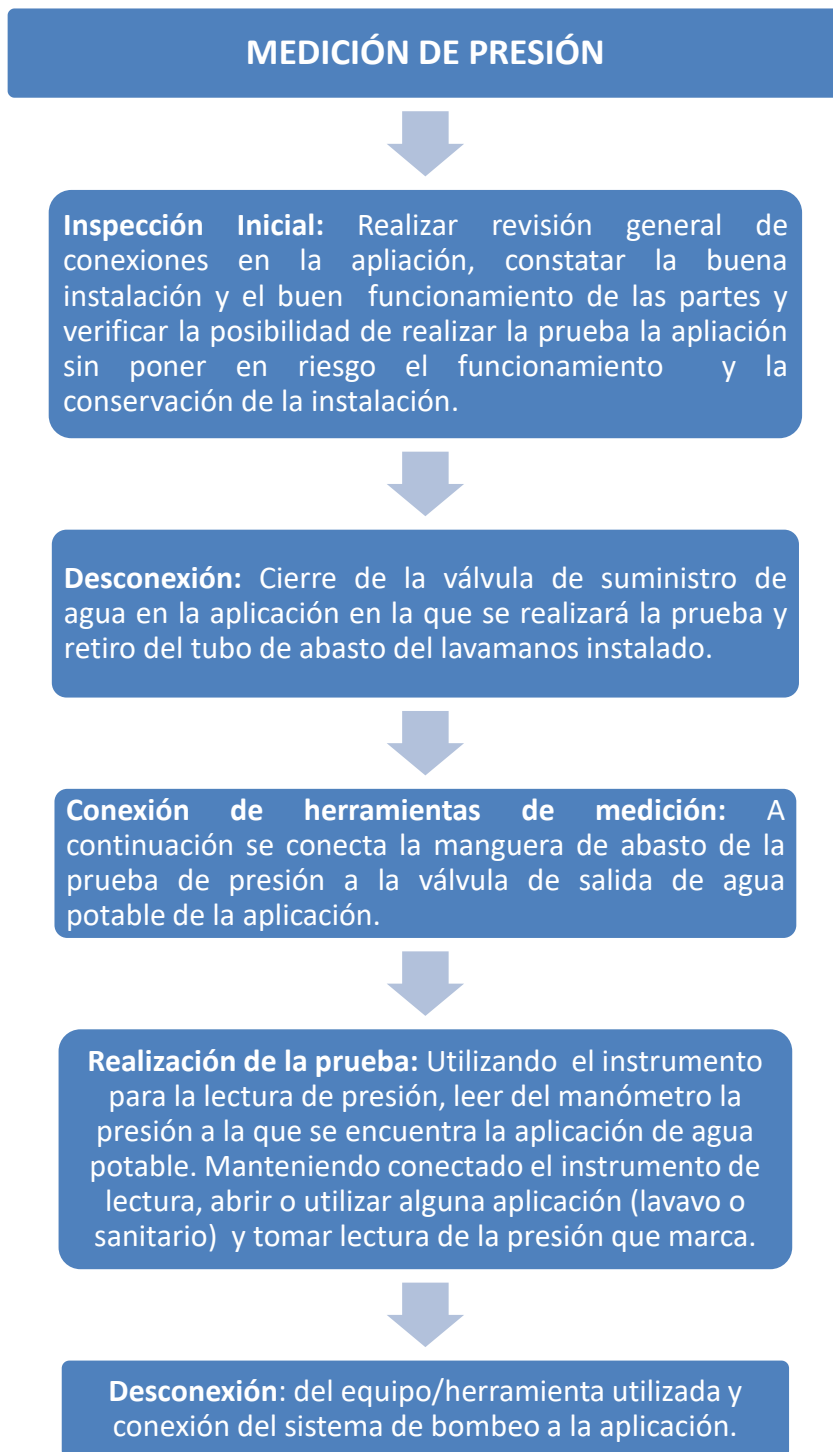 MEDICIÓN DE PRESIÓN
Inspección Inicial: Realizar revisión general de
conexiones en la apliación, constatar la buena
instalación y el buen funcionamiento de las partes y
verificar la posibilidad de realizar la prueba la apliación
sin poner en riesgo el funcionamiento y la
conservación de la instalación.
Desconexión: Cierre de la válvula de suministro de
agua en la aplicación en la que se realizará la prueba y
retiro del tubo de abasto del lavamanos instalado.
Conexión de herramientas de medición: A
continuación se conecta la manguera de abasto de la
prueba de presión a la válvula de salida de agua
potable de la aplicación.
Realización de la prueba: Utilizando el instrumento
para la lectura de presión, leer del manómetro la
presión a la que se encuentra la aplicación de agua
potable. Manteniendo conectado el instrumento de
lectura, abrir o utilizar alguna aplicación (lavavo o
sanitario) y tomar lectura de la presión que marca.
Desconexión: del equipo/herramienta utilizada y
conexión del sistema de bombeo a la aplicación.